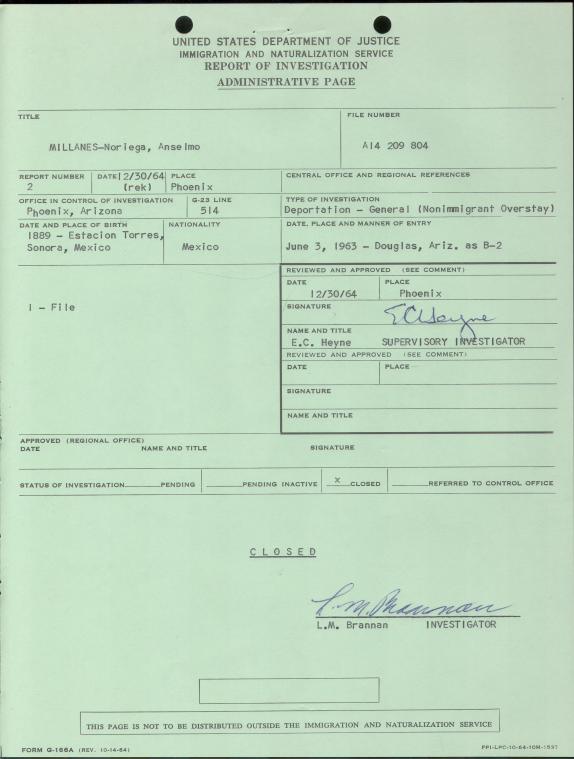 UNITED STATES DEPARTMENT OF JUSTICE
IMMIGRATION AND NATURALIZATION SERVICE
REPORT OF INVESTIGATION
ADMINISTRATIVE PAGE
TITLE
MILLANES-Noriega, Anselmo
FILE NUMBER
A14 209 804
REPORT NUMBER
2
DATE 12/30/64
(rek)
PLACE
Phoenix
CENTRAL OFFICE AND REGIONAL REFERENCES
OFFICE IN CONTROL OF INVESTIGATION
Phoenix, Arizona
G-23 LINE
514
TYPE OF INVESTIGATION
Deportation - General (Nonimmigrant Overstay)
DATE AND PLACE OF BIRTH
1889 - Estacion Torres,
Sonora, Mexico
NATIONALITY
Mexico
DATE, PLACE AND MANNER OF ENTRY
June 3, 1963 - Douglas, Ariz. as B-2
1 - File
REVIEWED AND APPROVED (SEE COMMENT)
DATE
12/30/64
PLACE
Phoenix
SIGNATURE
E C Heyne
NAME AND TITLE
E.C. Heyne SUPERVISORY INVESTIGATOR
REVIEWED AND APPROVED (SEE COMMENT)
DATE
PLACE
SIGNATURE
NAME AND TITLE
APPROVED (REGIONAL OFFICE)
DATE NAME AND TITLE SIGNATURE
STATUS OF INVESTIGATION PENDING PENDING INACTIVE X CLOSED REFERRED TO CONTROL OFFICE
CLOSED
L. M. Brannan
L.M. Brannan INVESTIGATOR
THIS PAGE IS NOT TO BE DISTRIBUTED OUTSIDE THE IMMIGRATION AND NATURALIZATION SERVICE
FORM G-166A (REV. 10-14-64)
FPI-LPC-10-64-10M-1537